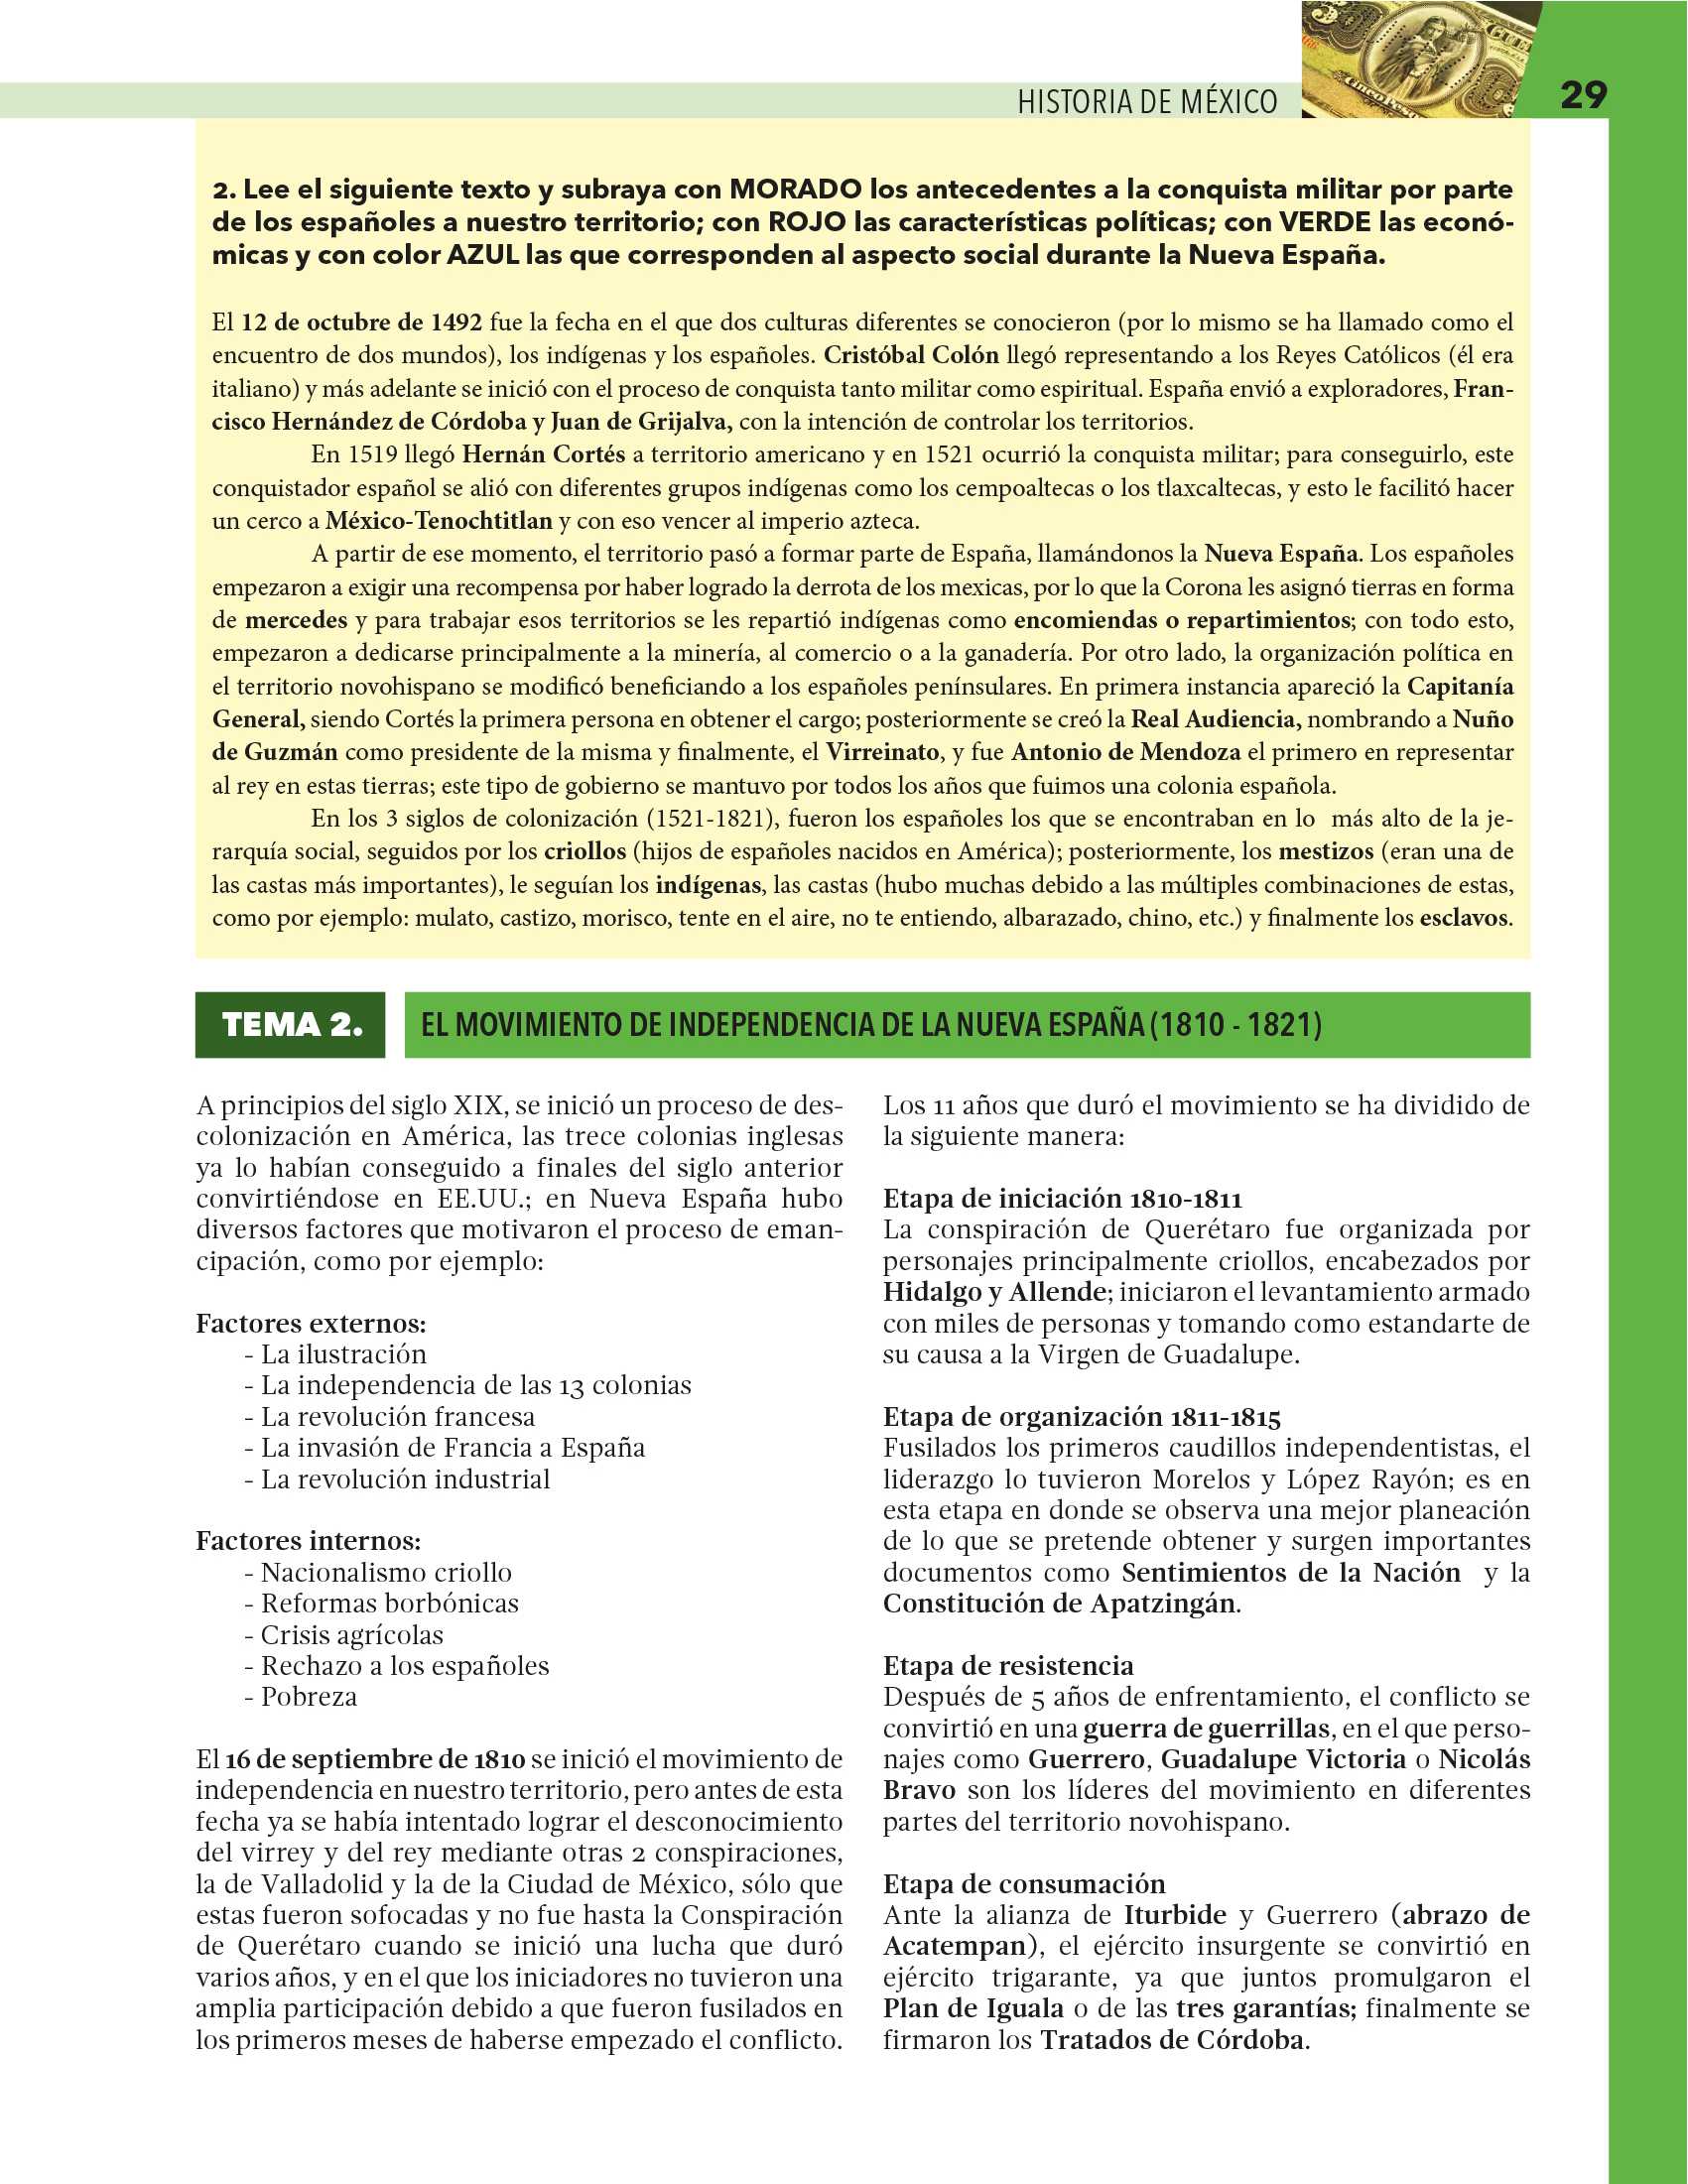 HISTORIA DE MÉXICO
29
2. Lee el siguiente texto y subraya con MORADO los antecedentes a la conquista militar por parte
de los españoles a nuestro territorio; con ROJO las características políticas; con VERDE las econó-
micas y con color AZUL las que corresponden al aspecto social durante la Nueva España.
El 12 de octubre de 1492 fue la fecha en el que dos culturas diferentes se conocieron (por lo mismo se ha llamado como el
encuentro de dos mundos), los indígenas y los españoles. Cristóbal Colón llegó representando a los Reyes Católicos (él era
italiano) y más adelante se inició con el proceso de conquista tanto militar como espiritual. España envió a exploradores, Fran-
cisco Hernández de Córdoba y Juan de Grijalva, con la intención de controlar los territorios.
En 1519 llegó Hernán Cortés a territorio americano y en 1521 ocurrió la conquista militar; para conseguirlo, este
conquistador español se alió con diferentes grupos indígenas como los cempoaltecas o los tlaxcaltecas, y esto le facilitó hacer
un cerco a México-Tenochtitlan y con eso vencer al imperio azteca.
A partir de ese momento, el territorio pasó a formar parte de España, llamándonos la Nueva España. Los españoles
empezaron a exigir una recompensa por haber logrado la derrota de los mexicas, por lo que la Corona les asignó tierras en forma
de mercedes y para trabajar esos territorios se les repartió indígenas como encomiendas o repartimientos; con todo esto,
empezaron a dedicarse principalmente a la minería, al comercio o a la ganadería. Por otro lado, la organización política en
el territorio novohispano se modificó beneficiando a los españoles penínsulares. En primera instancia apareció la Capitanía
General, siendo Cortés la primera persona en obtener el cargo; posteriormente se creó la Real Audiencia, nombrando a Nuño
de Guzmán como presidente de la misma y finalmente, el Virreinato, y fue Antonio de Mendoza el primero en representar
al rey en estas tierras; este tipo de gobierno se mantuvo por todos los años que fuimos una colonia española.
En los 3 siglos de colonización (1521-1821), fueron los españoles los que se encontraban en lo más alto de la je-
rarquía social, seguidos por los criollos (hijos de españoles nacidos en América); posteriormente, los mestizos (eran una de
las castas más importantes), le seguían los indígenas, las castas (hubo muchas debido a las múltiples combinaciones de estas,
como por ejemplo: mulato, castizo, morisco, tente en el aire, no te entiendo, albarazado, chino, etc.) y finalmente los esclavos.
TEMA 2.
EL MOVIMIENTO DE INDEPENDENCIA DE LA NUEVA ESPAÑA (1810 - 1821)
A principios del siglo XIX, se inició un proceso de des-
colonización en América, las trece colonias inglesas
ya lo habían conseguido a finales del siglo anterior
convirtiéndose en EE.UU.; en Nueva España hubo
diversos factores que motivaron el proceso de eman-
cipación, como por ejemplo:
Factores externos:
- La ilustración
- La independencia de las 13 colonias
- La revolución francesa
- La invasión de Francia a España
- La revolución industrial
Factores internos:
- Nacionalismo criollo
- Reformas borbónicas
- Crisis agrícolas
- Rechazo a los españoles
- Pobreza
El 16 de septiembre de 1810 se inició el movimiento de
independencia en nuestro territorio, pero antes de esta
fecha ya se había intentado lograr el desconocimiento
del virrey y del rey mediante otras 2 conspiraciones,
la de Valladolid y la de la Ciudad de México, sólo que
estas fueron sofocadas y no fue hasta la Conspiración
de Querétaro cuando se inició una lucha que duró
varios años, y en el que los iniciadores no tuvieron una
amplia participación debido a que fueron fusilados en
los primeros meses de haberse empezado el conflicto.
Los 11 años que duró el movimiento se ha dividido de
la siguiente manera:
Etapa de iniciación 1810-1811
La conspiración de Querétaro fue organizada por
personajes principalmente criollos, encabezados por
Hidalgo y Allende; iniciaron el levantamiento armado
con miles de personas y tomando como estandarte de
su causa a la Virgen de Guadalupe.
Etapa de organización 1811-1815
Fusilados los primeros caudillos independentistas, el
liderazgo lo tuvieron Morelos y López Rayón; es en
esta etapa en donde se observa una mejor planeación
de lo que se pretende obtener y surgen importantes
documentos como Sentimientos de la Nación y la
Constitución de Apatzingán.
Etapa de resistencia
Después de 5 años de enfrentamiento, el conflicto se
convirtió en una guerra de guerrillas, en el que perso-
najes como Guerrero, Guadalupe Victoria o Nicolás
Bravo son los líderes del movimiento en diferentes
partes del territorio novohispano.
Etapa de consumación
Ante la alianza de Iturbide y Guerrero (abrazo de
Acatempan), el ejército insurgente se convirtió en
ejército trigarante, ya que juntos promulgaron el
Plan de Iguala o de las tres garantías; finalmente se
firmaron los Tratados de Córdoba.